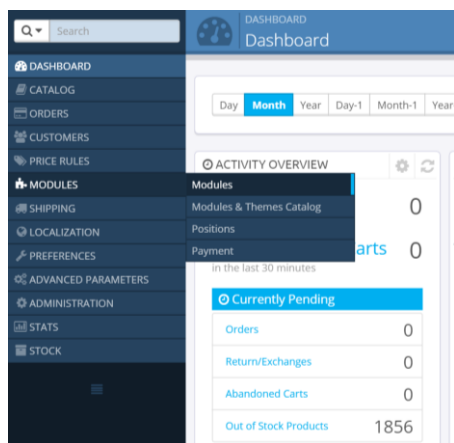 Search
DASHBOARD
CATALOG
ORDERS
CUSTOMERS
PRICE RULES
MODULES
SHIPPING
LOCALIZATION
PREFERENCES
ADVANCED PARAMETERS
ADMINISTRATION
STATS
STOCK
DASHBOARD
Dashboard
Day Month Year Day-1 Month-1 Year
ACTIVITY OVERVIEW
Modules
Modules & Themes Catalog
Positions
Payment
0
arts 0
in the last 30 minutes
Currently Pending
Orders 0
Return/Exchanges 0
Abandoned Carts 0
Out of Stock Products 1856